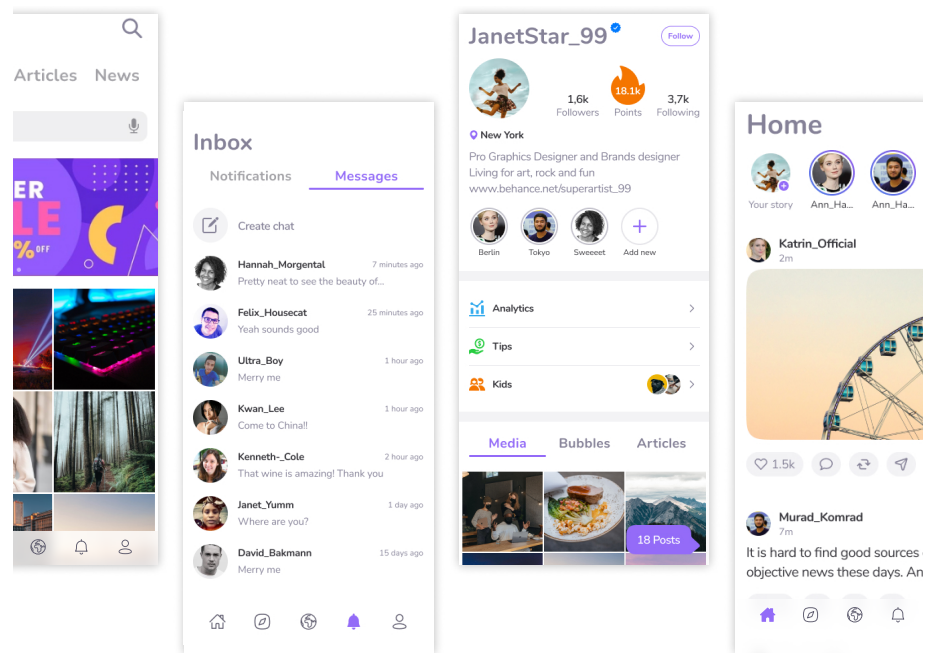 Articles News
ER
LE
% OFF
Inbox
Notifications Messages
Create chat
Hannah_Morgental 7 minutes ago
Pretty neat to see the beauty of...
Felix_Housecat 25 minutes ago
Yeah sounds good
Ultra_Boy 1 hour ago
Merry me
Kwan_Lee 1 hour ago
Come to China!!
Kenneth-_Cole 2 hour ago
That wine is amazing! Thank you
Janet_Yumm 1 day ago
Where are you?
David_Bakmann 15 days ago
Merry me
JanetStar_99 Follow
18.1k
1,6k 3,7k
Followers Points Following
New York
Pro Graphics Designer and Brands designer
Living for art, rock and fun
www.behance.net/superartist_99
Berlin Tokyo Sweeeet Add new
Analytics
Tips
Kids
Media Bubbles Articles
18 Posts
Home
Your story Ann_Ha... Ann_Ha...
Katrin_Official
2m
1.5k
Murad_Komrad
7m
It is hard to find good sources
objective news these days. An